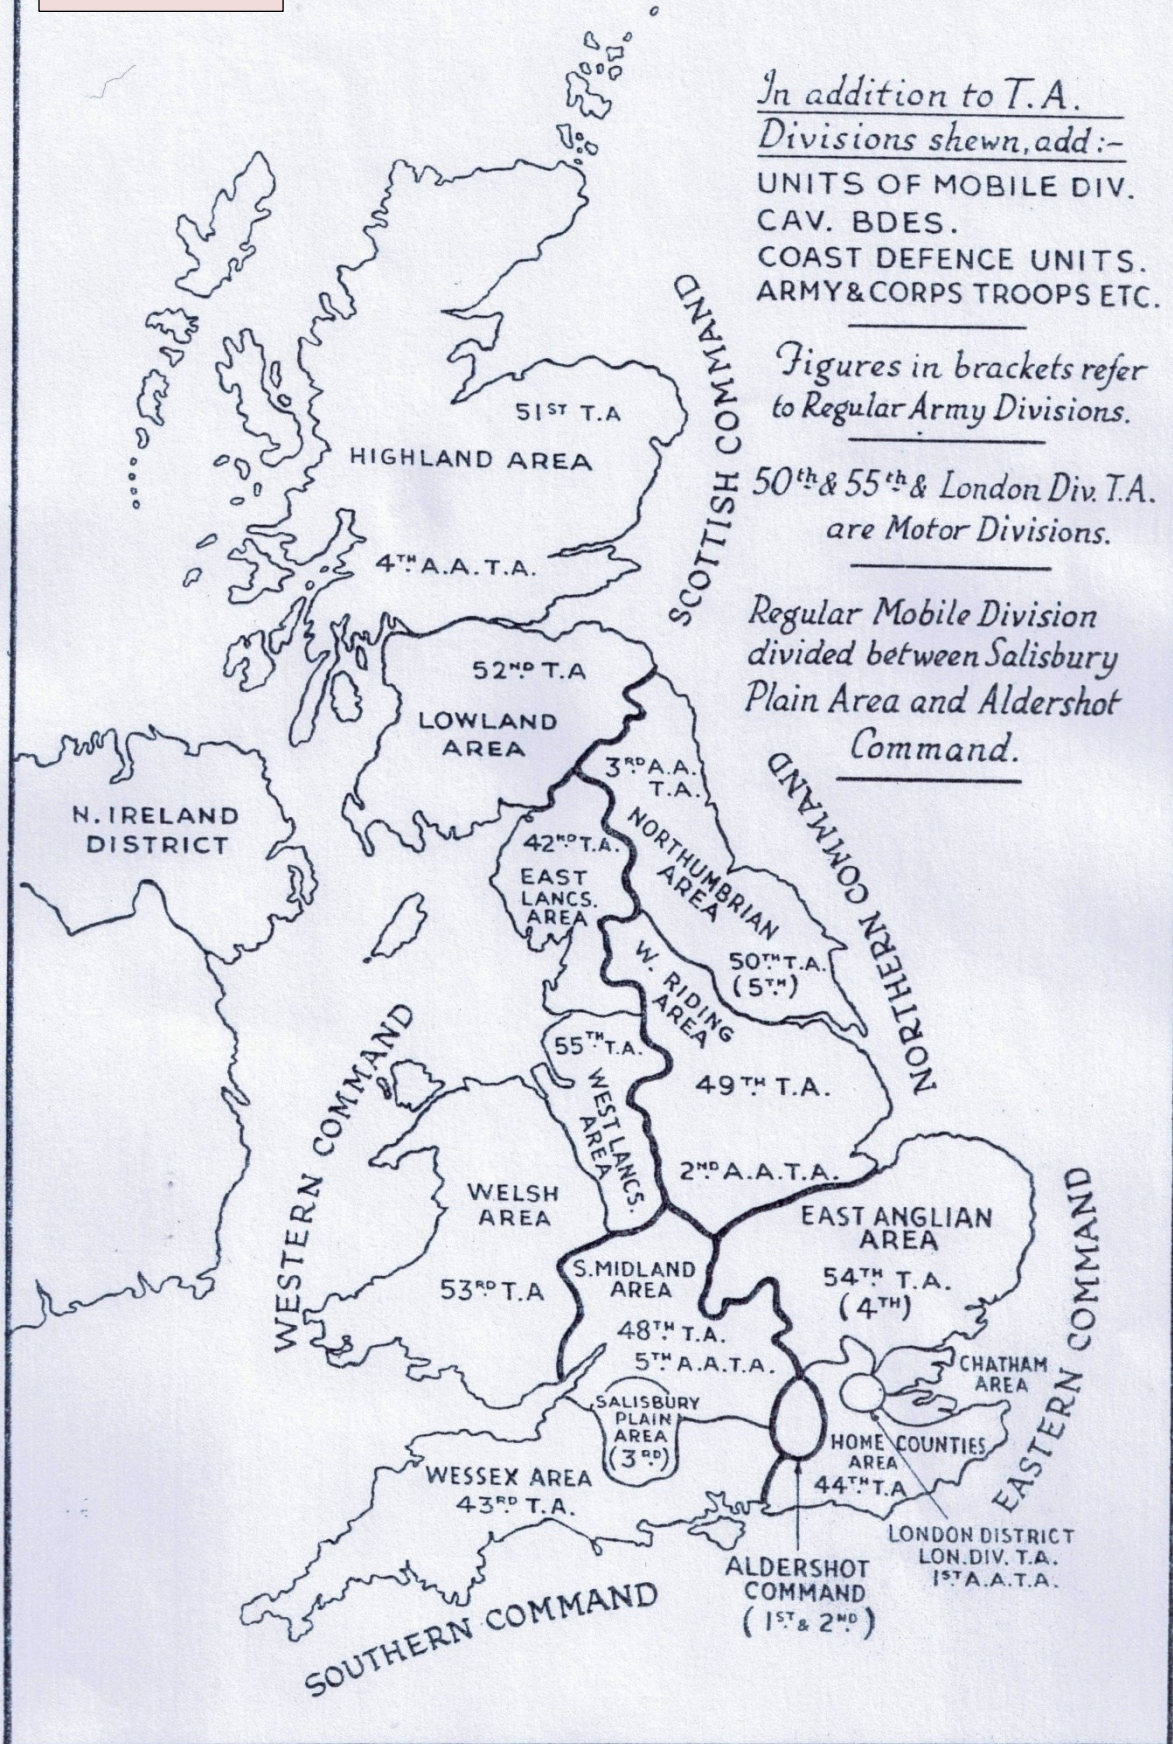 In addition to T.A.
Divisions shewn, add :-
UNITS OF MOBILE DIV.
CAV. BDES.
COAST DEFENCE UNITS.
ARMY & CORPS TROOPS ETC.
Figures in brackets refer
to Regular Army Divisions.
50th & 55th & London Div. T.A.
are Motor Divisions.
Regular Mobile Division
divided between Salisbury
Plain Area and Aldershot
Command.
SCOTTISH COMMAND
51ST T.A
HIGHLAND AREA
4TH A.A.T.A.
52ND T.A
LOWLAND
AREA
N. IRELAND
DISTRICT
NORTHERN COMMAND
3RD A.A.
T.A.
NORTHUMBRIAN
AREA
50TH T.A.
(5TH)
42ND T.A.
EAST
LANCS.
AREA
W. RIDING
AREA
49TH T.A.
2ND A.A.T.A.
WESTERN COMMAND
55TH T.A.
WEST LANCS.
AREA
WELSH
AREA
53RD T.A
EASTERN COMMAND
EAST ANGLIAN
AREA
54TH T.A.
(4TH)
S. MIDLAND
AREA
48TH T.A.
5TH A.A.T.A.
CHATHAM
AREA
SALISBURY
PLAIN
AREA
(3RD)
HOME COUNTIES
AREA
44TH T.A
WESSEX AREA
43RD T.A.
LONDON DISTRICT
LON. DIV. T.A.
1ST A.A.T.A.
ALDERSHOT
COMMAND
(1ST & 2ND)
SOUTHERN COMMAND